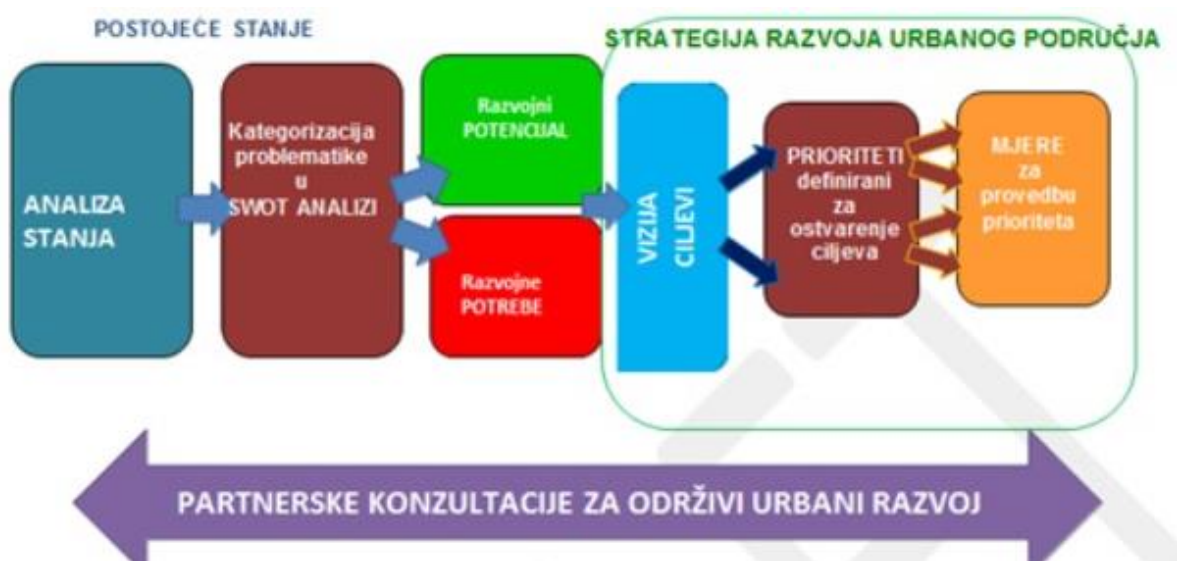 POSTOJEĆE STANJE
STRATEGIJA RAZVOJA URBANOG PODRUČJA
ANALIZA
STANJA
Kategorizacija
problematike
u
SWOT ANALIZI
Razvojni
POTENCIJAL
Razvojne
POTREBE
VIZIJA
CILJEVI
PRIORITETI
definirani
za
ostvarenje
ciljeva
MJERE
za
provedbu
prioriteta
PARTNERSKE KONZULTACIJE ZA ODRŽIVI URBANI RAZVOJ